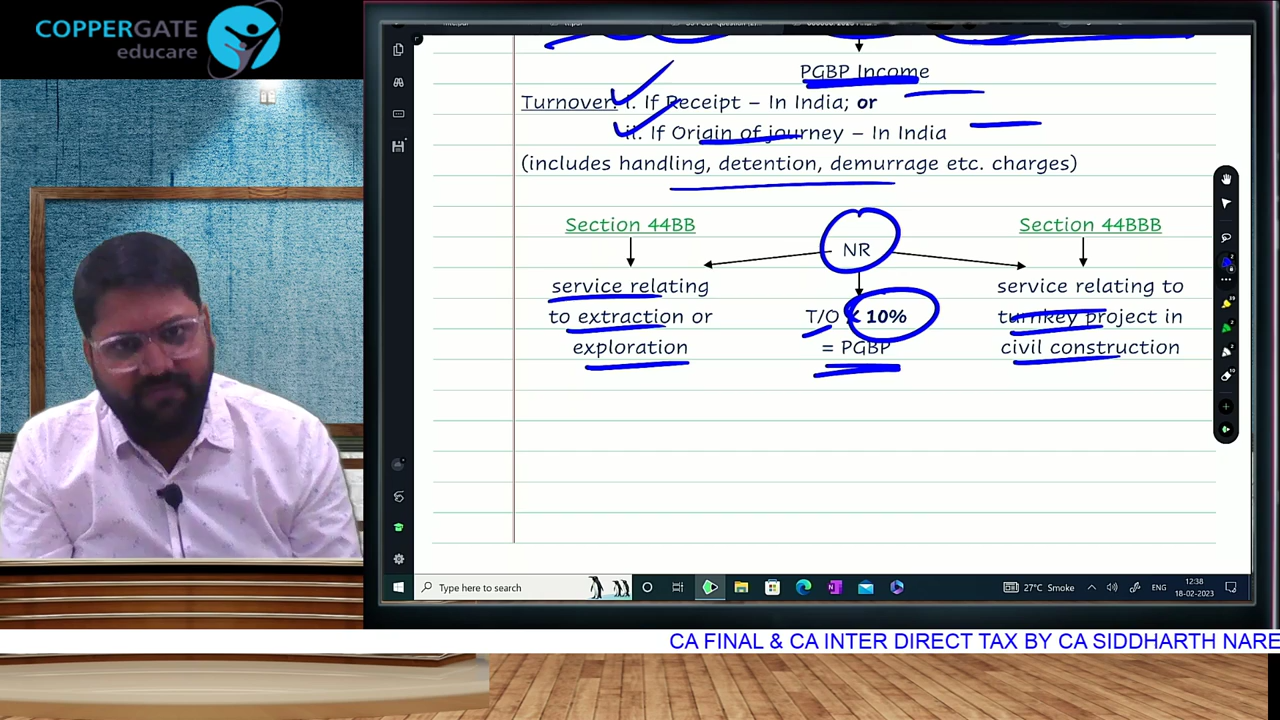 COPPERGATE
educare
PGBP Income
Turnover: i. If Receipt – In India; or
ii. If Origin of journey – In India
(includes handling, detention, demurrage etc. charges)
Section 44BB
NR
Section 44BBB
service relating
to extraction or
exploration
T/O × 10%
= PGBP
service relating to
turnkey project in
civil construction
Type here to search
27°C Smoke
ENG
12:38
18-02-2023
CA FINAL & CA INTER DIRECT TAX BY CA SIDDHARTH NARE